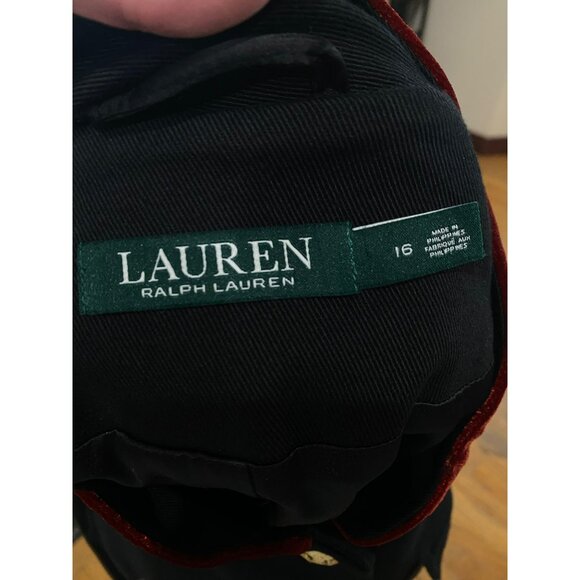 LAUREN
RALPH LAUREN
16
MADE IN
PHILIPPINES
FABRIQUÉ AUX
PHILIPPINES